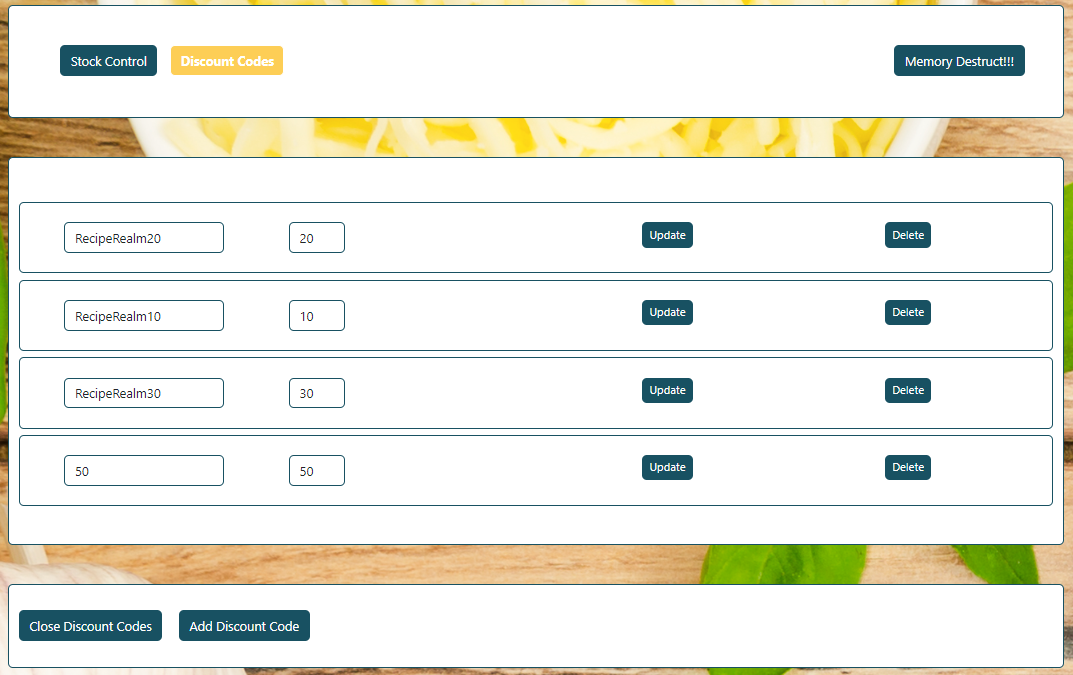 Stock Control Discount Codes Memory Destruct!!!
RecipeRealm20 20 Update Delete
RecipeRealm10 10 Update Delete
RecipeRealm30 30 Update Delete
50 50 Update Delete
Close Discount Codes Add Discount Code